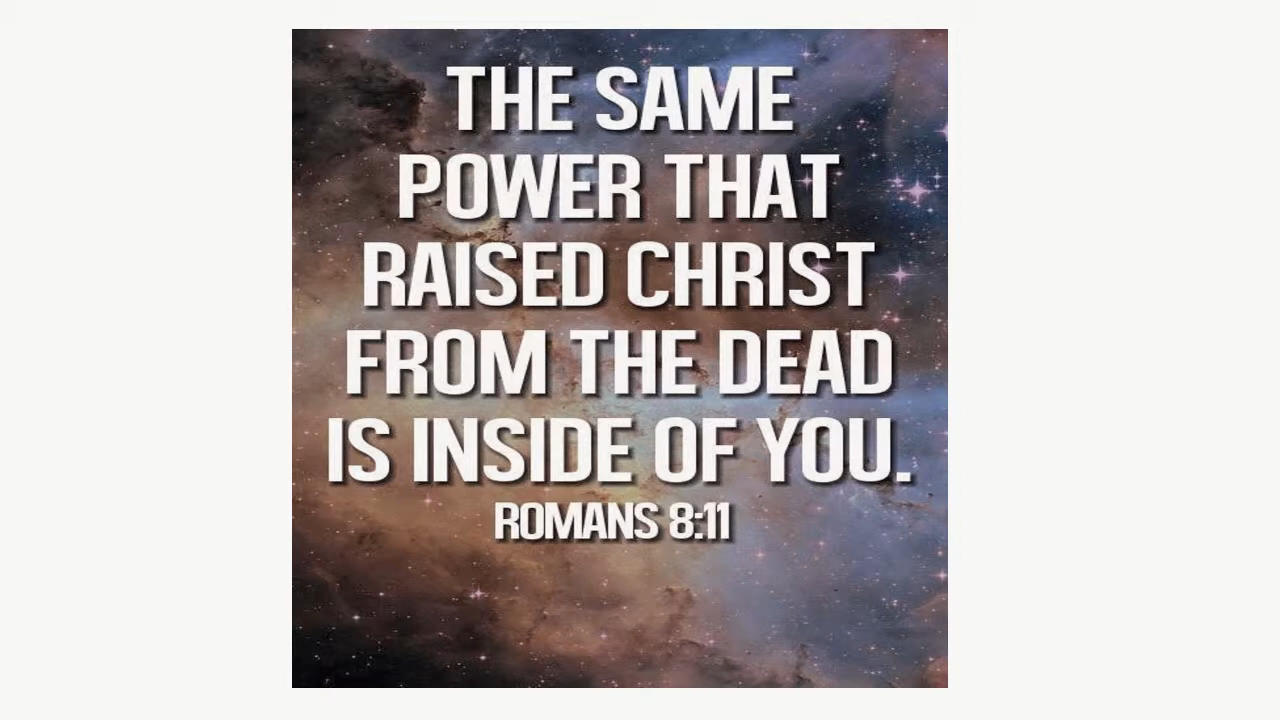 THE SAME
POWER THAT
RAISED CHRIST
FROM THE DEAD
IS INSIDE OF YOU.
ROMANS 8:11